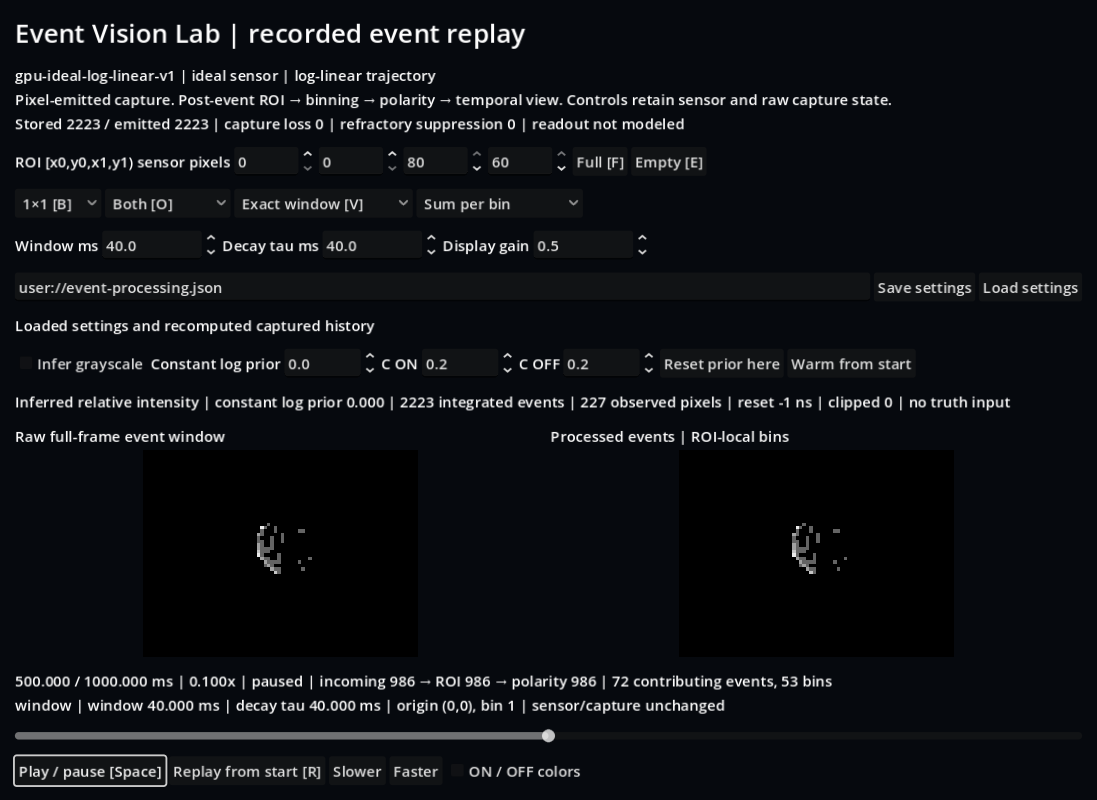 Event Vision Lab | recorded event replay
gpu-ideal-log-linear-v1 | ideal sensor | log-linear trajectory
Pixel-emitted capture. Post-event ROI → binning → polarity → temporal view. Controls retain sensor and raw capture state.
Stored 2223 / emitted 2223 | capture loss 0 | refractory suppression 0 | readout not modeled
ROI [x0,y0,x1,y1) sensor pixels 0 0 80 60 Full [F] Empty [E]
1×1 [B] Both [O] Exact window [V] Sum per bin
Window ms 40.0 Decay tau ms 40.0 Display gain 0.5
user://event-processing.json Save settings Load settings
Loaded settings and recomputed captured history
Infer grayscale Constant log prior 0.0 C ON 0.2 C OFF 0.2 Reset prior here Warm from start
Inferred relative intensity | constant log prior 0.000 | 2223 integrated events | 227 observed pixels | reset -1 ns | clipped 0 | no truth input
Raw full-frame event window Processed events | ROI-local bins
500.000 / 1000.000 ms | 0.100x | paused | incoming 986 → ROI 986 → polarity 986 | 72 contributing events, 53 bins
window | window 40.000 ms | decay tau 40.000 ms | origin (0,0), bin 1 | sensor/capture unchanged
Play / pause [Space] Replay from start [R] Slower Faster ON / OFF colors